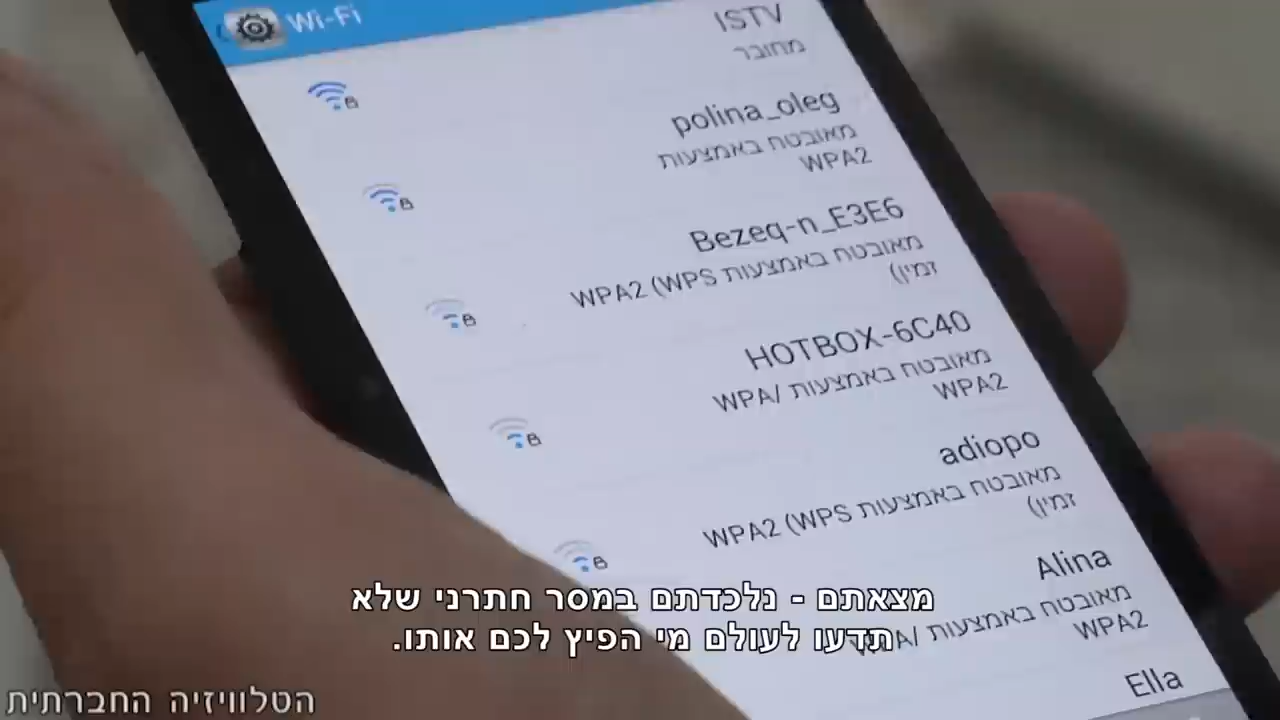 Wi-Fi
ISTV
מחובר
polina_oleg
מאובטח באמצעות
WPA2
Bezeq-n_E3E6
מאובטח באמצעות WPA2 (WPS
זמין)
HOTBOX-6C40
מאובטח באמצעות WPA/
WPA2
adiopo
מאובטח באמצעות WPA2 (WPS
זמין)
Alina
מאובטח באמצעות WPA/
WPA2
Ella
מצאתם - נלכדתם במסר חתרני שלא
תדעו לעולם מי הפיץ לכם אותו.
הטלוויזיה החברתית